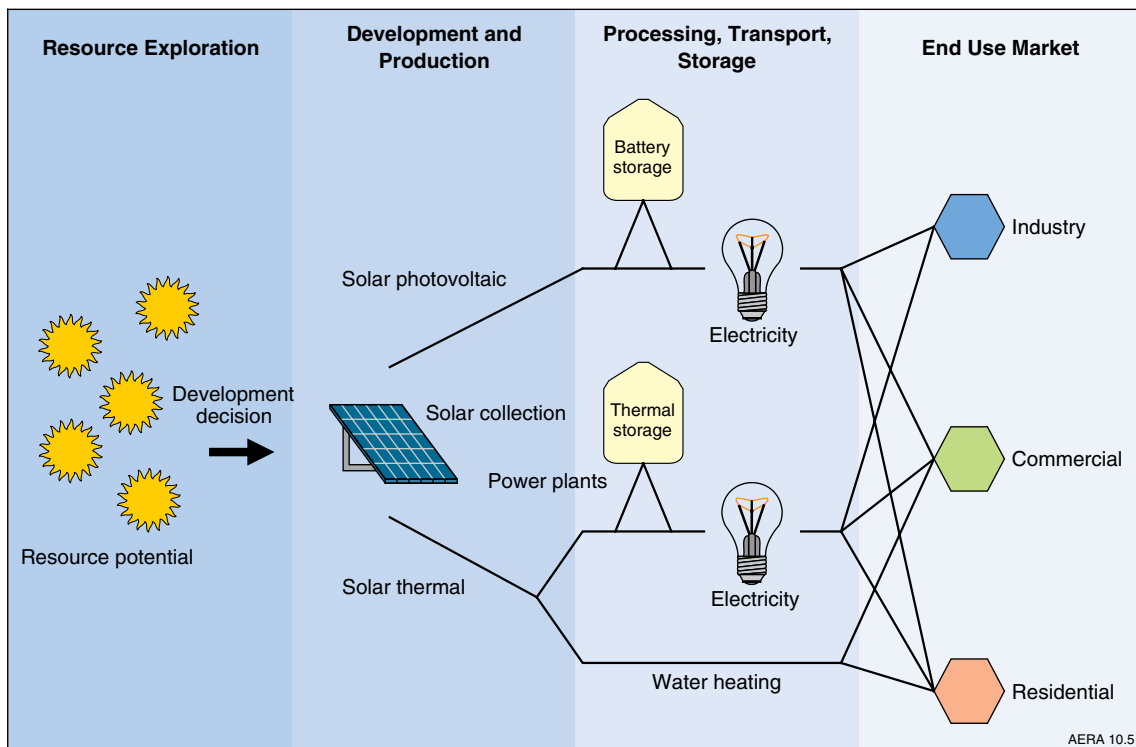 Resource Exploration
Development and
Production
Processing, Transport,
Storage
End Use Market
Battery
storage
Industry
Solar photovoltaic
Electricity
Development
decision
Solar collection
Thermal
storage
Commercial
Power plants
Resource potential
Solar thermal
Electricity
Water heating
Residential
AERA 10.5